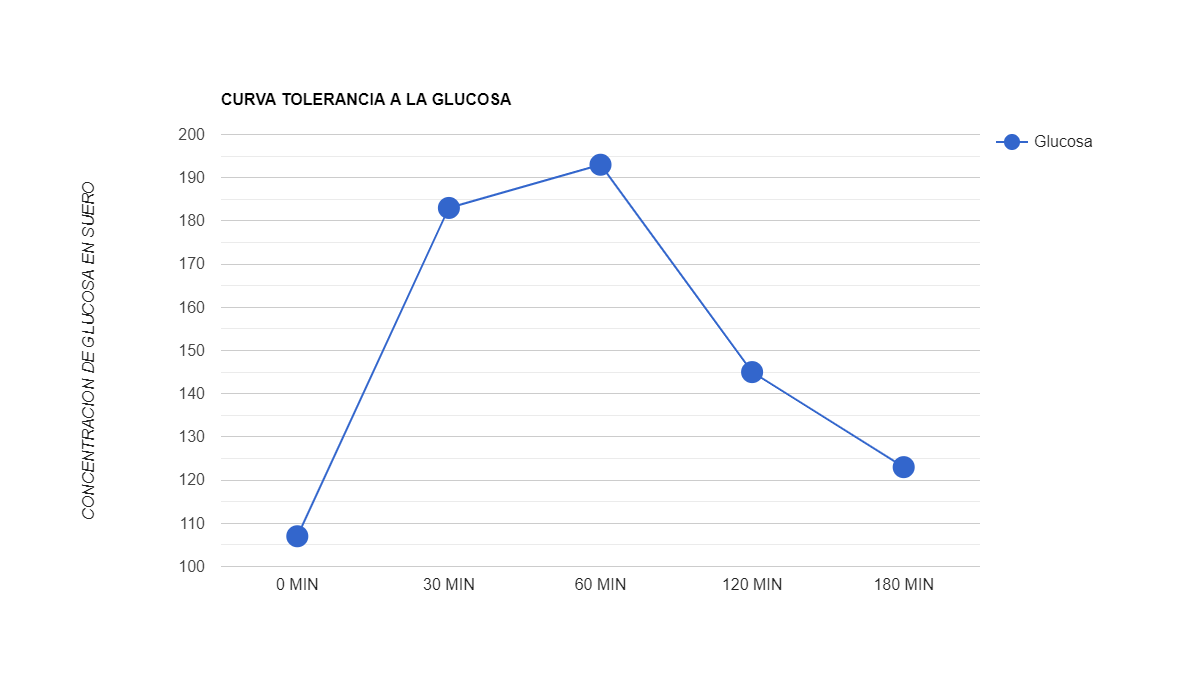 CURVA TOLERANCIA A LA GLUCOSA
Glucosa
CONCENTRACION DE GLUCOSA EN SUERO
200
190
180
170
160
150
140
130
120
110
100
0 MIN
30 MIN
60 MIN
120 MIN
180 MIN